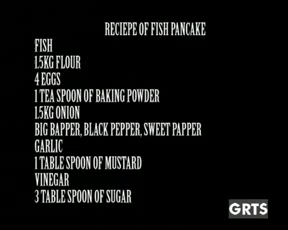 RECIEPE OF FISH PANCAKE
FISH
1.5KG FLOUR
4 EGGS
1 TEA SPOON OF BAKING POWDER
1.5KG ONION
BIG BAPPER, BLACK PEPPER, SWEET PAPPER
GARLIC
1 TABLE SPOON OF MUSTARD
VINEGAR
3 TABLE SPOON OF SUGAR
GRTS